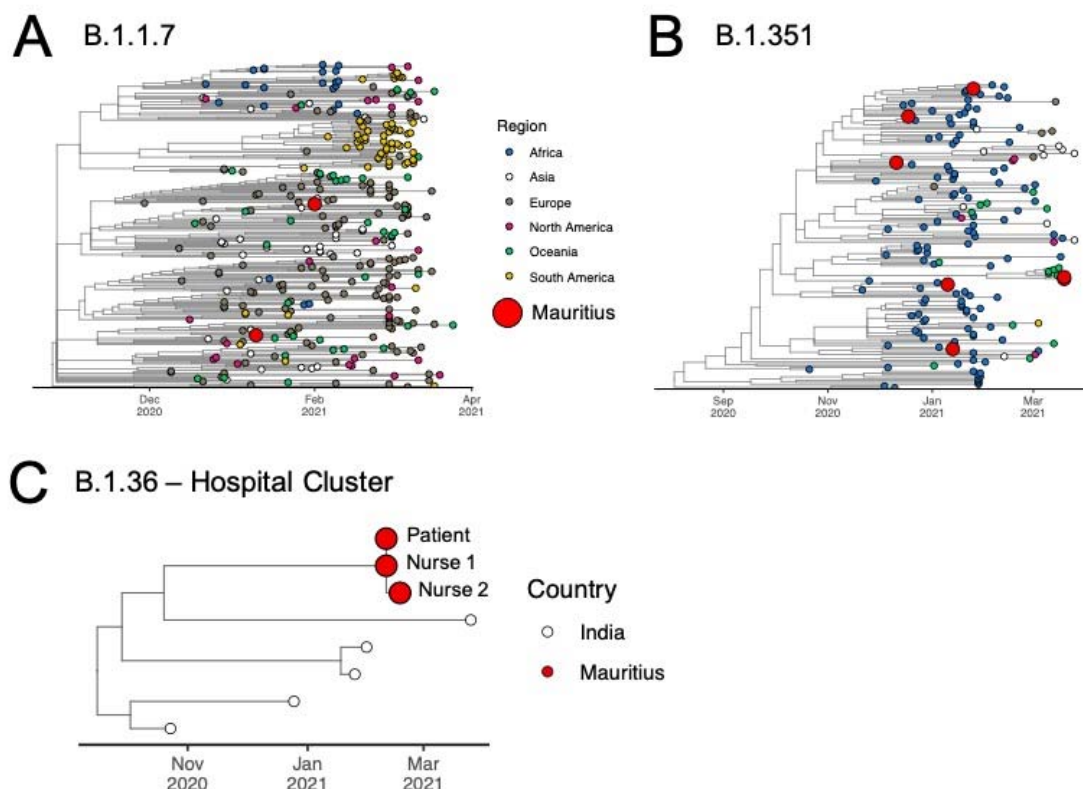 A B.1.1.7
Dec
2020
Feb
2021
Apr
2021
Region
Africa
Asia
Europe
North America
Oceania
South America
Mauritius
B B.1.351
Sep
2020
Nov
2020
Jan
2021
Mar
2021
C B.1.36 – Hospital Cluster
Patient
Nurse 1
Nurse 2
Nov
2020
Jan
2021
Mar
2021
Country
India
Mauritius